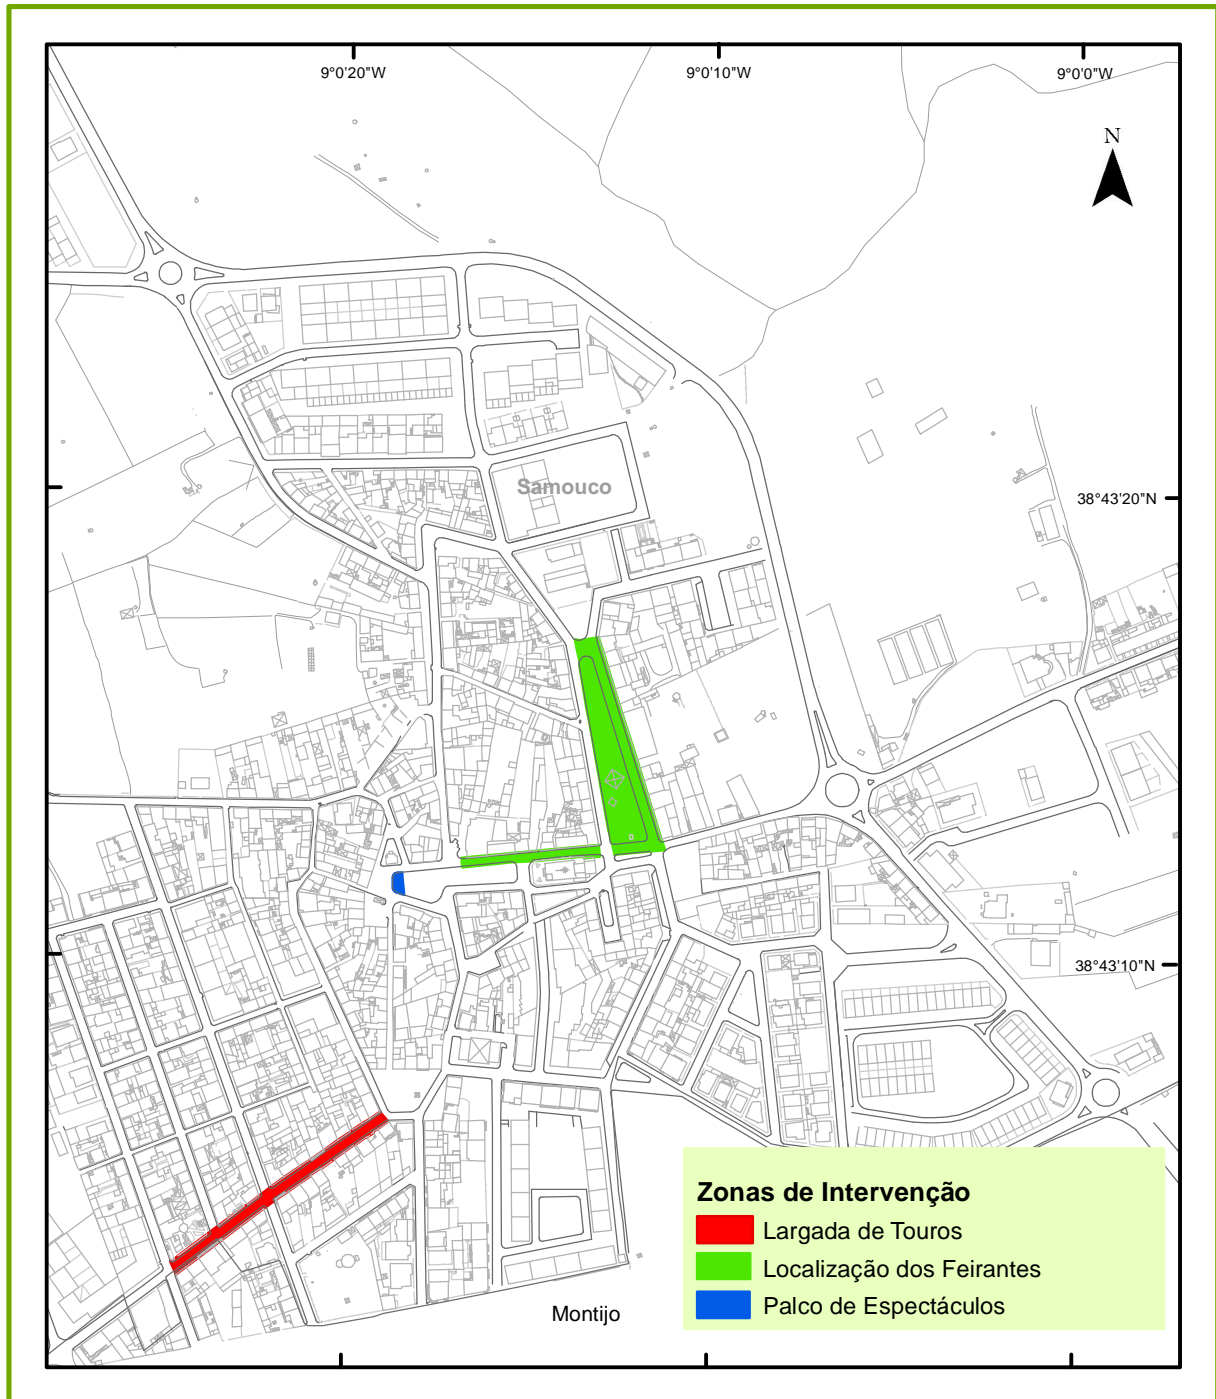 9°0'20"W
9°0'10"W
9°0'0"W
N
Samouco
38°43'20"N
38°43'10"N
Zonas de Intervenção
Largada de Touros
Localização dos Feirantes
Palco de Espectáculos
Montijo